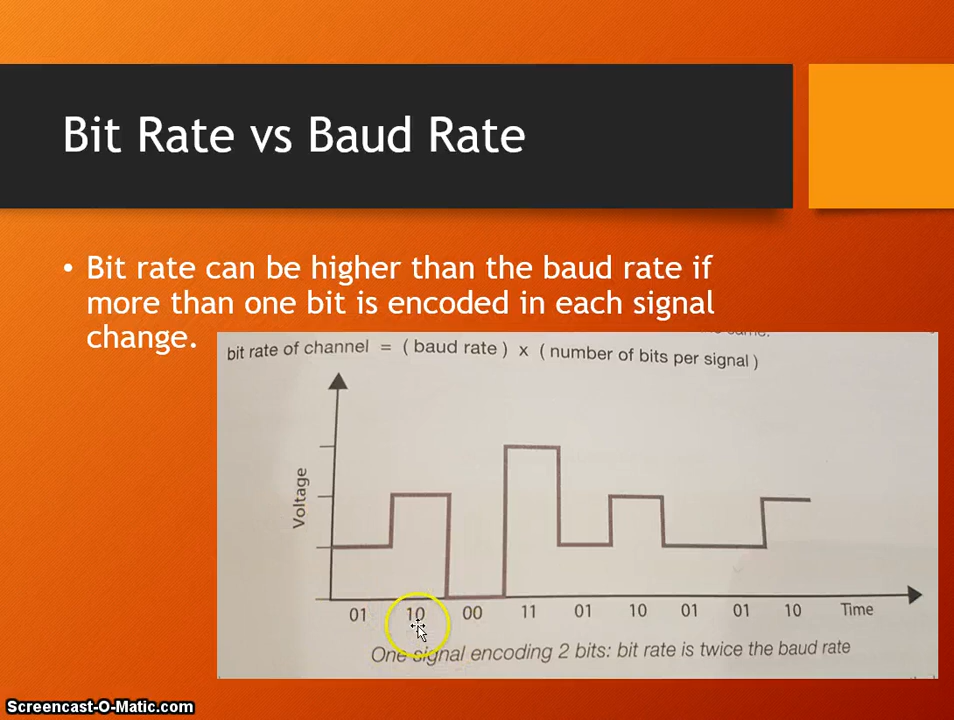 Bit Rate vs Baud Rate
• Bit rate can be higher than the baud rate if
more than one bit is encoded in each signal
change.
same.
bit rate of channel = ( baud rate ) x ( number of bits per signal )
Voltage
01 10 00 11 01 10 01 01 10 Time
One signal encoding 2 bits: bit rate is twice the baud rate
Screencast-O-Matic.com